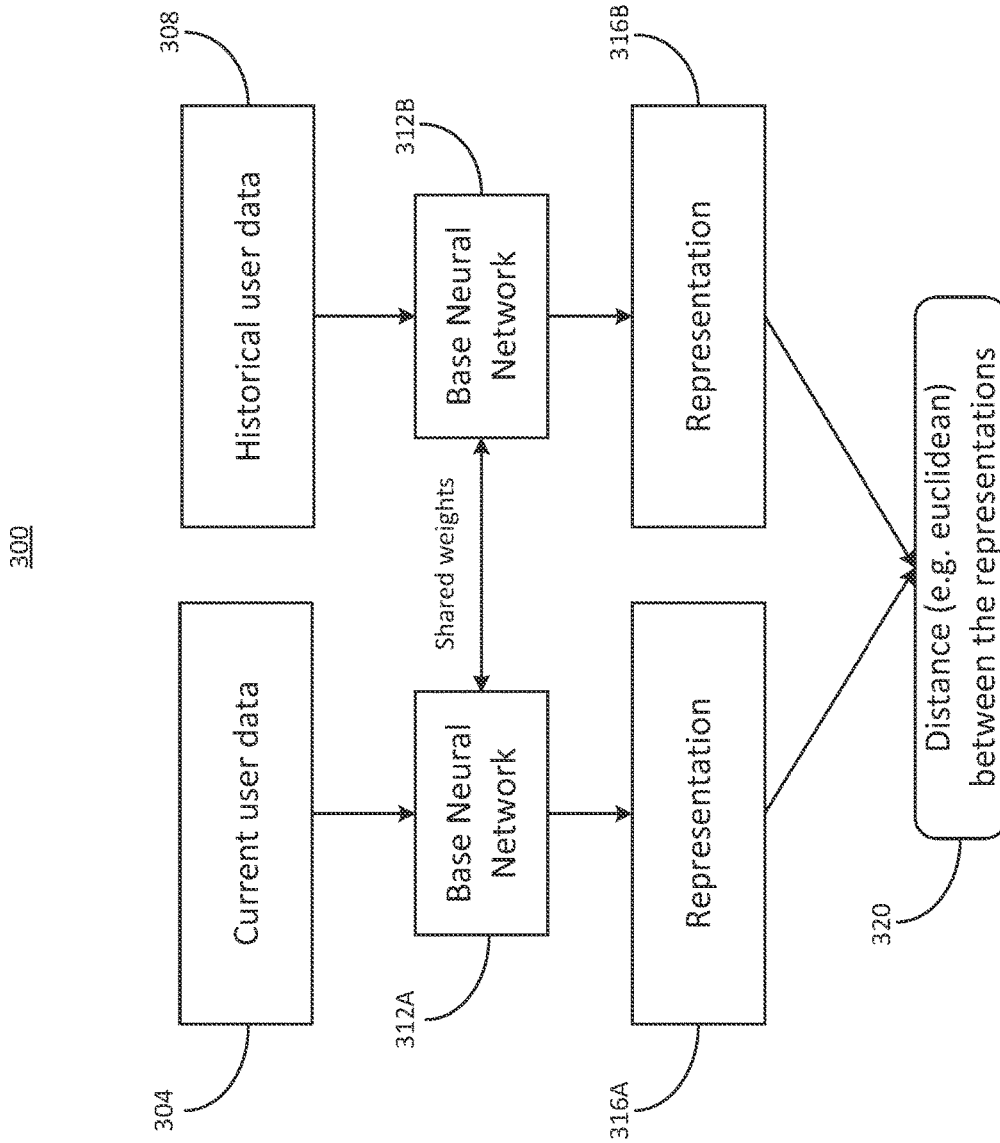 300
304
Current user data
308
Historical user data
312A
Base Neural
Network
Shared weights
312B
Base Neural
Network
316A
Representation
316B
Representation
320
Distance (e.g. euclidean)
between the representations